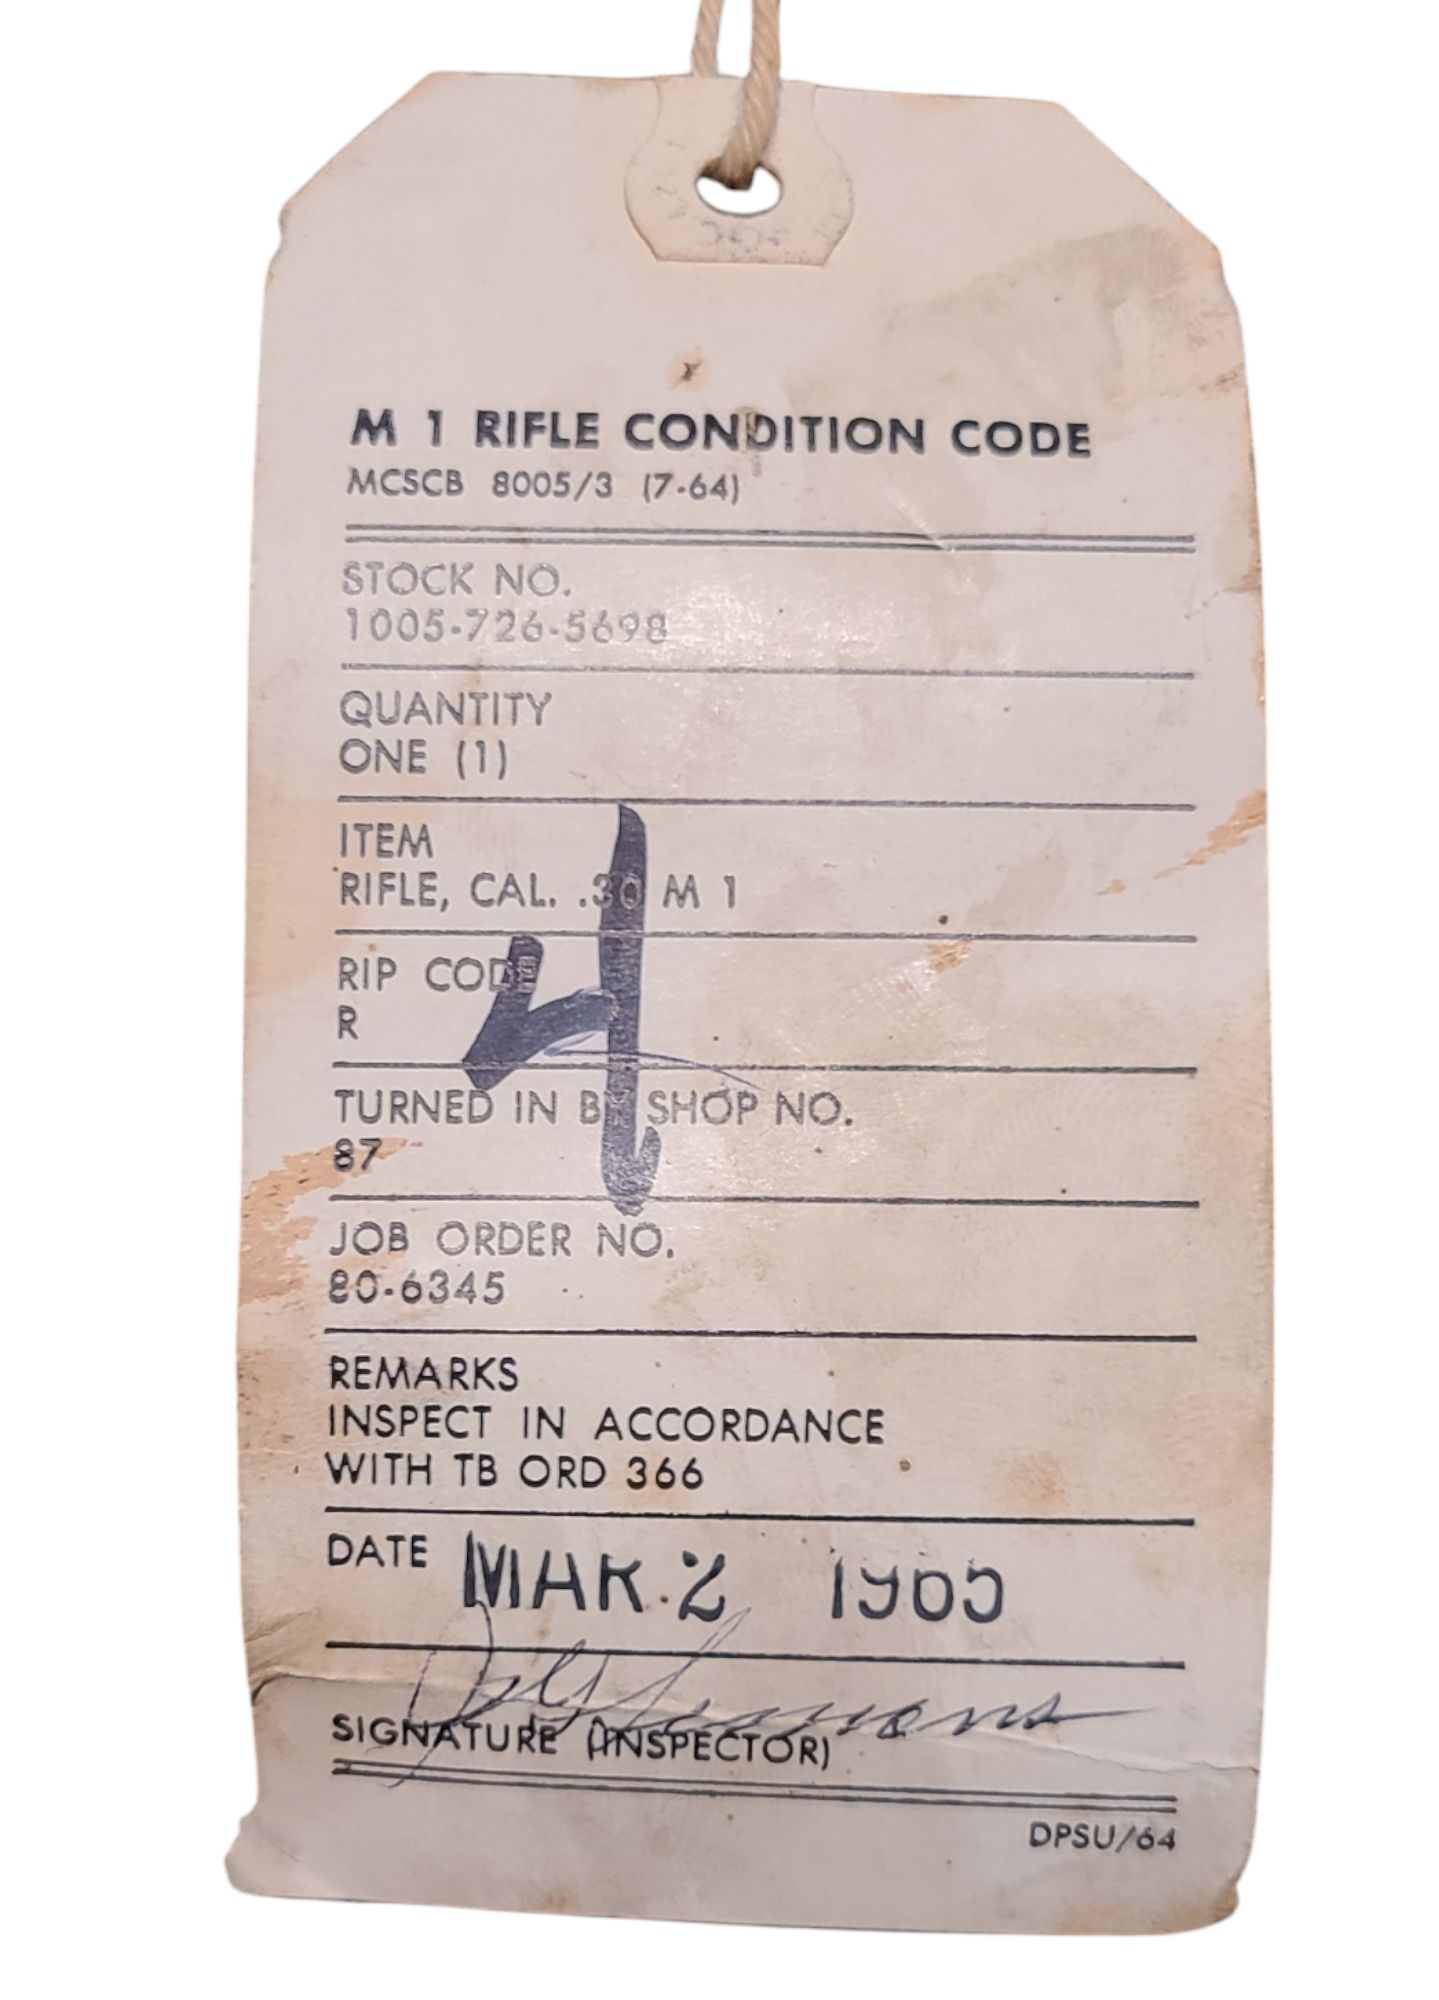 M 1 RIFLE CONDITION CODE
MCSCB 8005/3 (7-64)
STOCK NO.
1005-726-5698
QUANTITY
ONE (1)
ITEM
RIFLE, CAL. .30 M 1
4
RIP CODE
R
TURNED IN BY SHOP NO.
87
JOB ORDER NO.
80-6345
REMARKS
INSPECT IN ACCORDANCE
WITH TB ORD 366
DATE MAR 2 1965
SIGNATURE (INSPECTOR)
DPSU/64